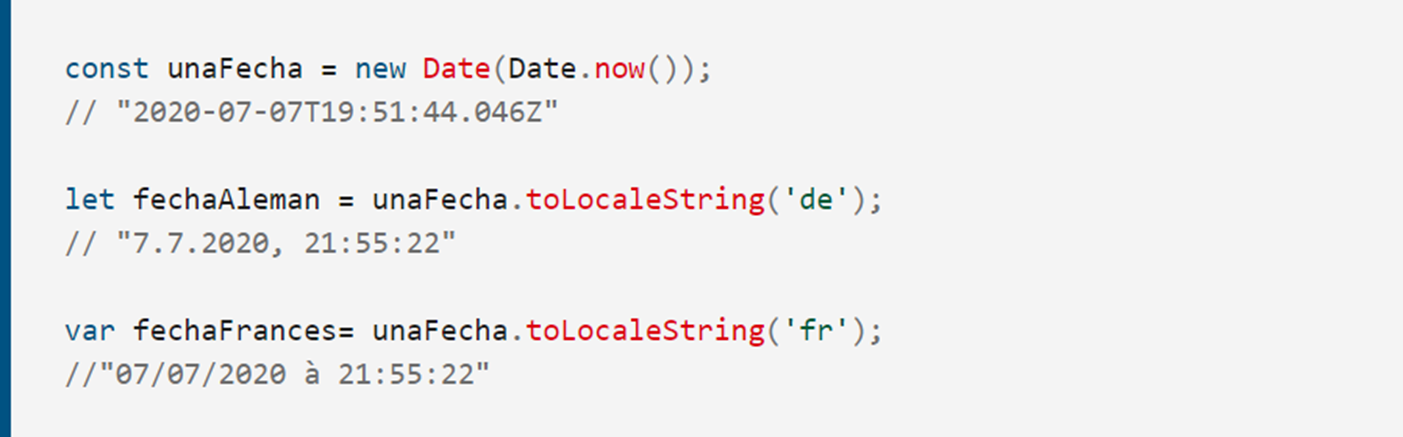 const unaFecha = new Date(Date.now());
// "2020-07-07T19:51:44.046Z"
let fechaAleman = unaFecha.toLocaleString('de');
// "7.7.2020, 21:55:22"
var fechaFrances= unaFecha.toLocaleString('fr');
//"07/07/2020 à 21:55:22"